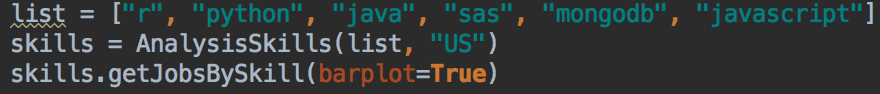 list = ["r", "python", "java", "sas", "mongodb", "javascript"]
skills = AnalysisSkills(list, "US")
skills.getJobsBySkill(barplot=True)